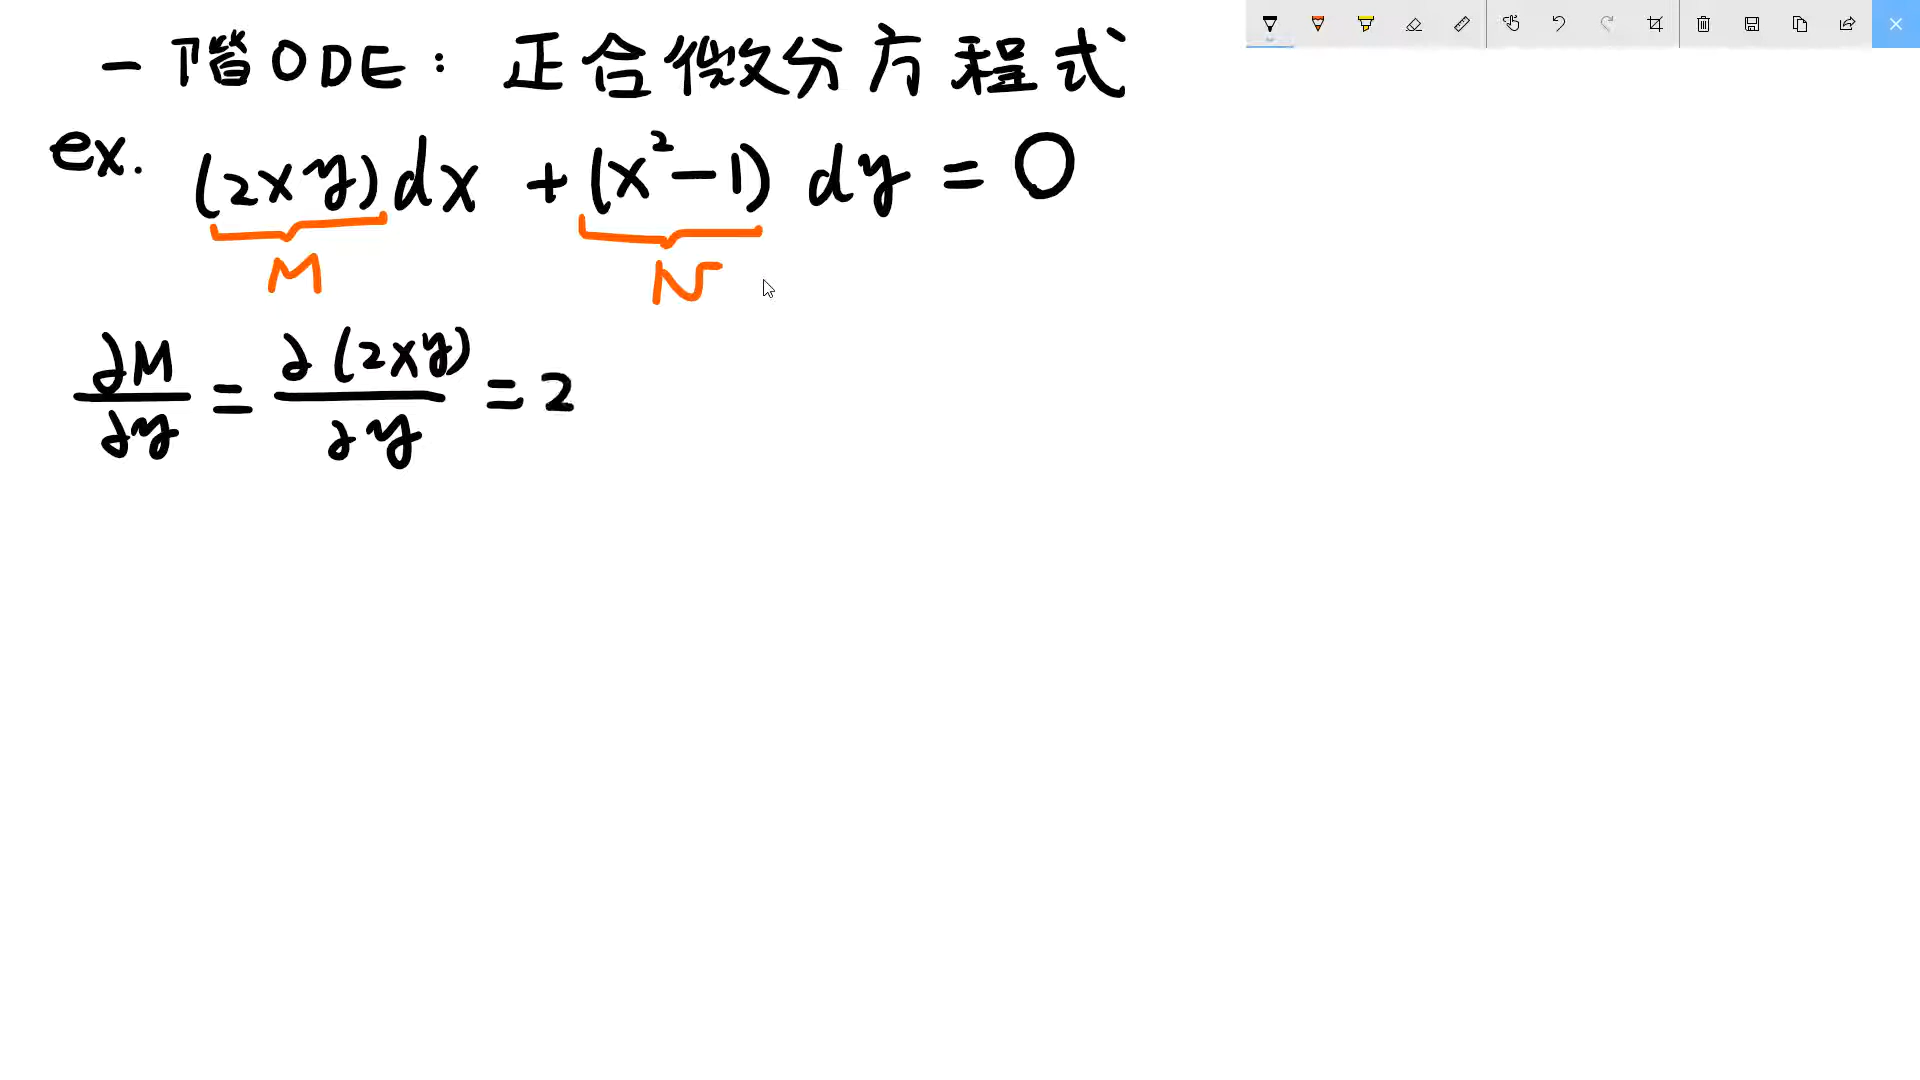 一階ODE：正合微分方程式
ex. (2xy)dx + (x²-1) dy = 0
M N
∂M/∂y = ∂(2xy)/∂y = 2